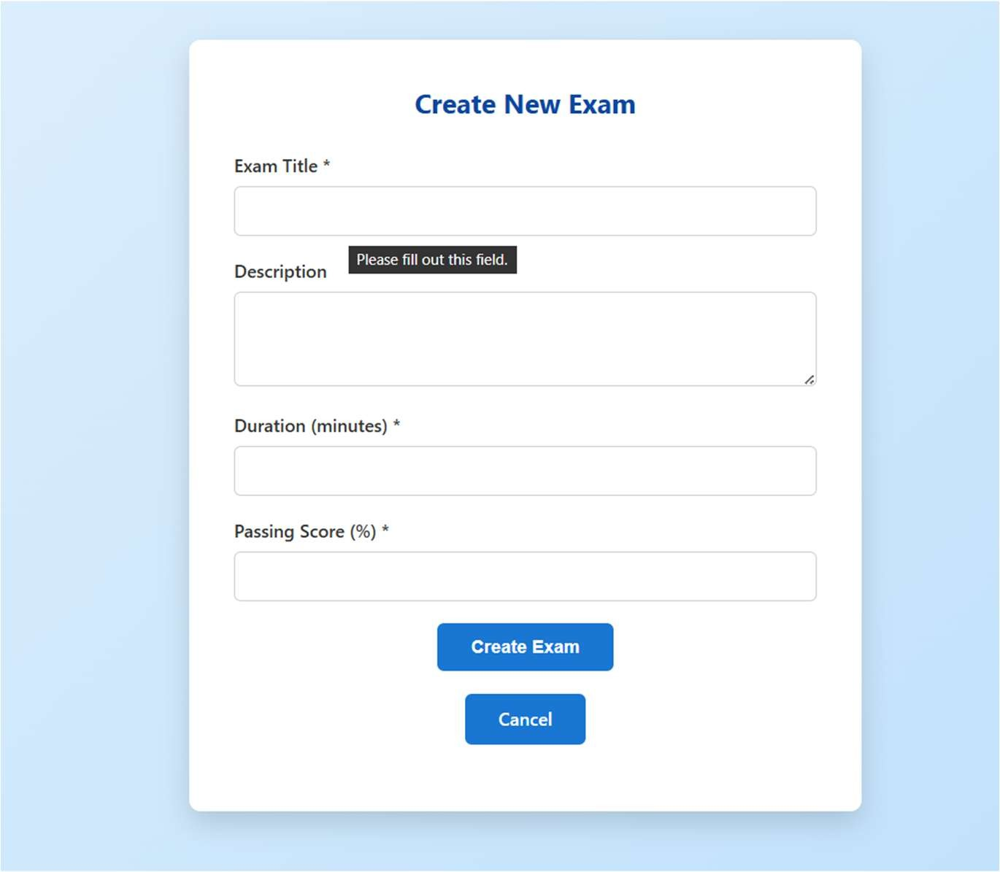 Create New Exam
Exam Title *
Please fill out this field.
Description
Duration (minutes) *
Passing Score (%) *
Create Exam
Cancel